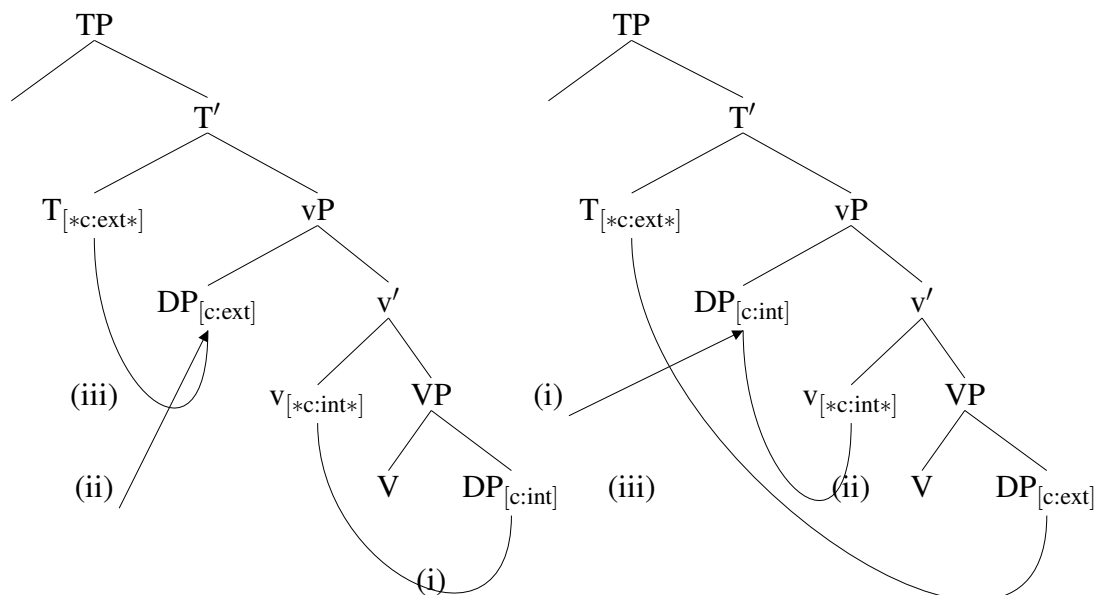 TP TP
T′ T′
T[∗c:ext∗] vP T[∗c:ext∗] vP
DP[c:ext] v′ DP[c:int] v′
(iii) v[∗c:int∗] VP (i) v[∗c:int∗] VP
(ii) V DP[c:int] (iii) (ii) V DP[c:ext]
(i)